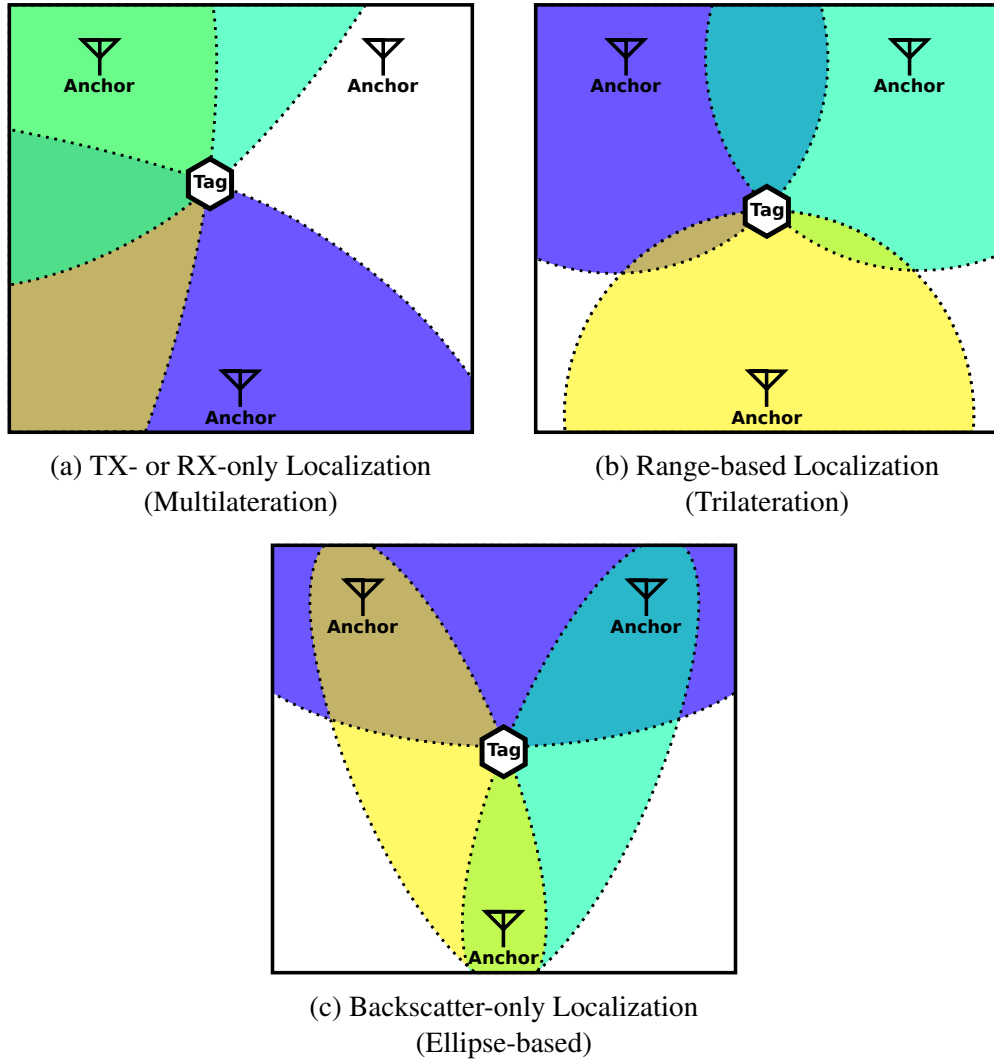 Anchor
Anchor
Tag
Anchor
(a) TX- or RX-only Localization
(Multilateration)
Anchor
Anchor
Tag
Anchor
(b) Range-based Localization
(Trilateration)
Anchor
Anchor
Tag
Anchor
(c) Backscatter-only Localization
(Ellipse-based)